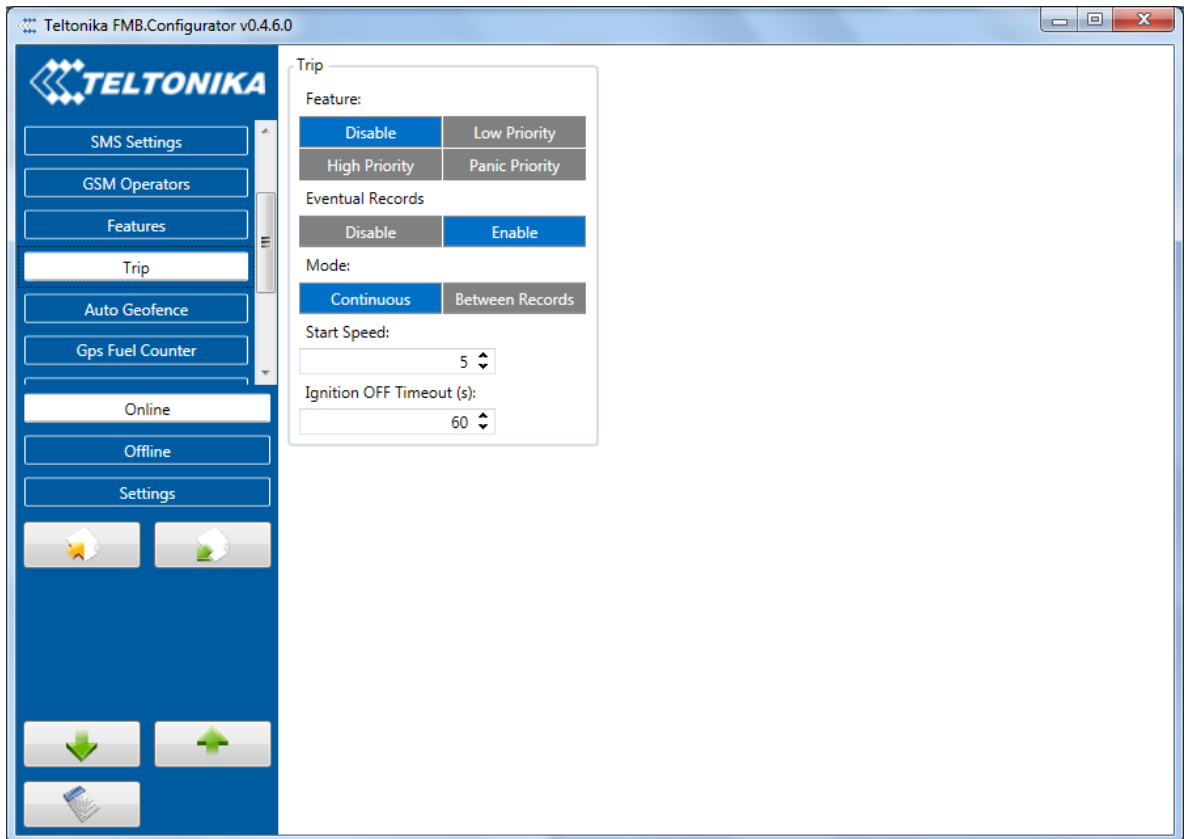 Teltonika FMB.Configurator v0.4.6.0
TELTONIKA
SMS Settings
GSM Operators
Features
Trip
Auto Geofence
Gps Fuel Counter
Online
Offline
Settings
Trip
Feature:
Disable Low Priority
High Priority Panic Priority
Eventual Records
Disable Enable
Mode:
Continuous Between Records
Start Speed:
5
Ignition OFF Timeout (s):
60